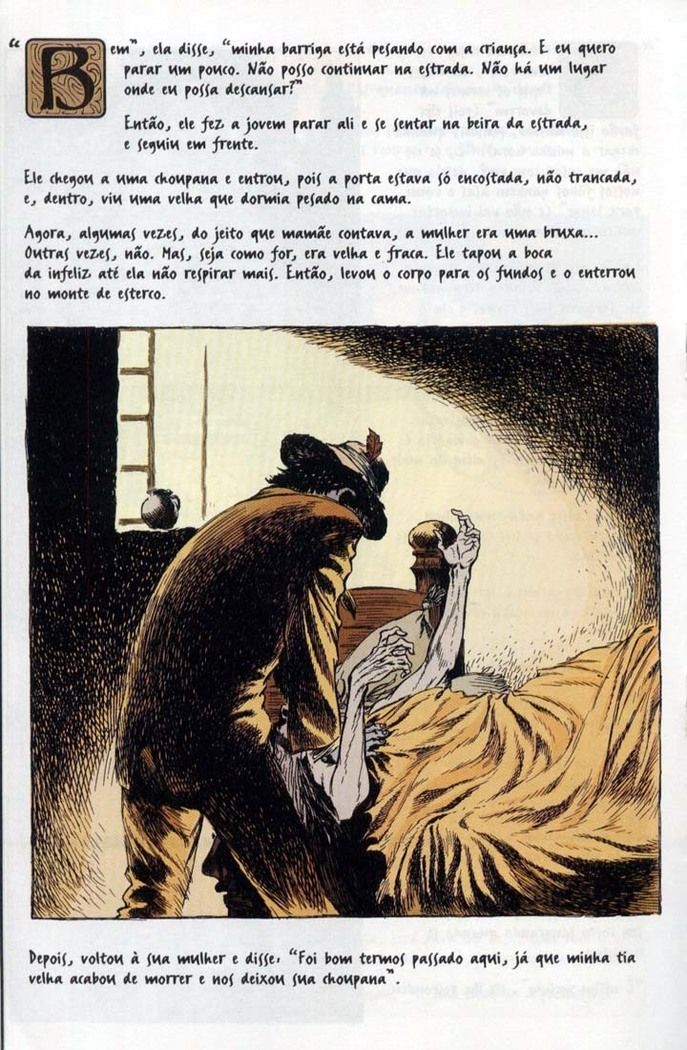 “Bem”, ela disse, “minha barriga está pesando com a criança. E eu quero
parar um pouco. Não posso continuar na estrada. Não há um lugar
onde eu possa descansar?”
Então, ele fez a jovem parar ali e se sentar na beira da estrada,
e seguiu em frente.
Ele chegou a uma choupana e entrou, pois a porta estava só encostada, não trancada,
e, dentro, viu uma velha que dormia pesado na cama.
Agora, algumas vezes, do jeito que mamãe contava, a mulher era uma bruxa...
Outras vezes, não. Mas, seja como for, era velha e fraca. Ele tapou a boca
da infeliz até ela não respirar mais. Então, levou o corpo para os fundos e o enterrou
no monte de esterco.
Depois, voltou à sua mulher e disse: “Foi bom termos passado aqui, já que minha tia
velha acabou de morrer e nos deixou sua choupana”.